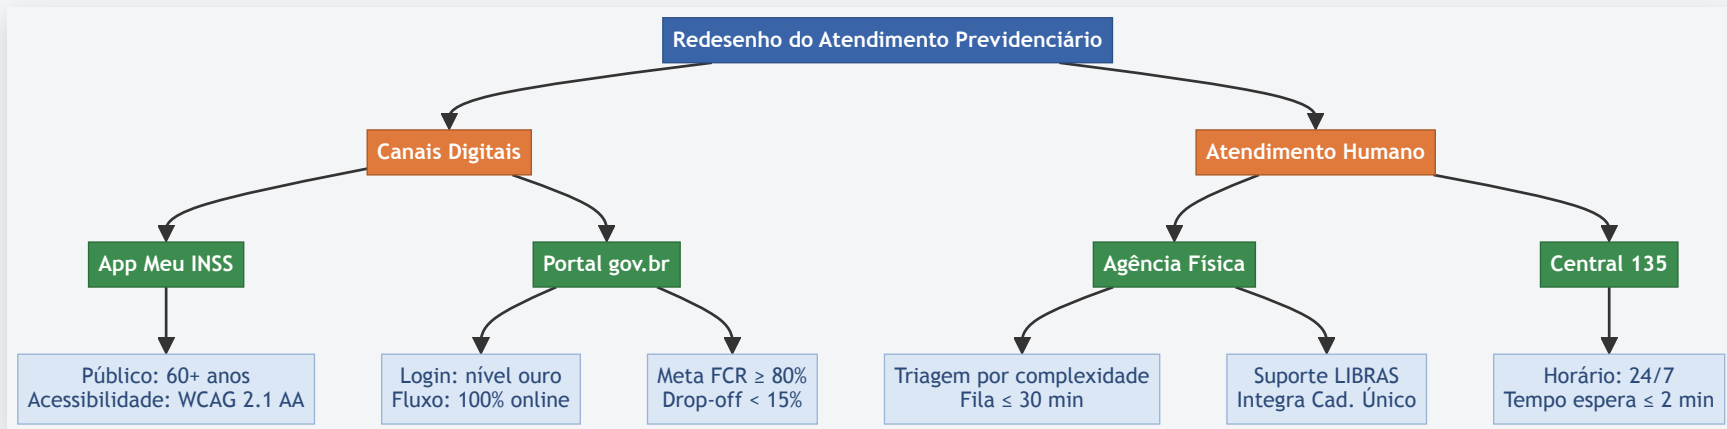 Redesenho do Atendimento Previdenciário
Canais Digitais
Atendimento Humano
App Meu INSS
Portal gov.br
Agência Física
Central 135
Público: 60+ anos
Acessibilidade: WCAG 2.1 AA
Login: nível ouro
Fluxo: 100% online
Meta FCR ≥ 80%
Drop-off < 15%
Triagem por complexidade
Fila ≤ 30 min
Suporte LIBRAS
Integra Cad. Único
Horário: 24/7
Tempo espera ≤ 2 min